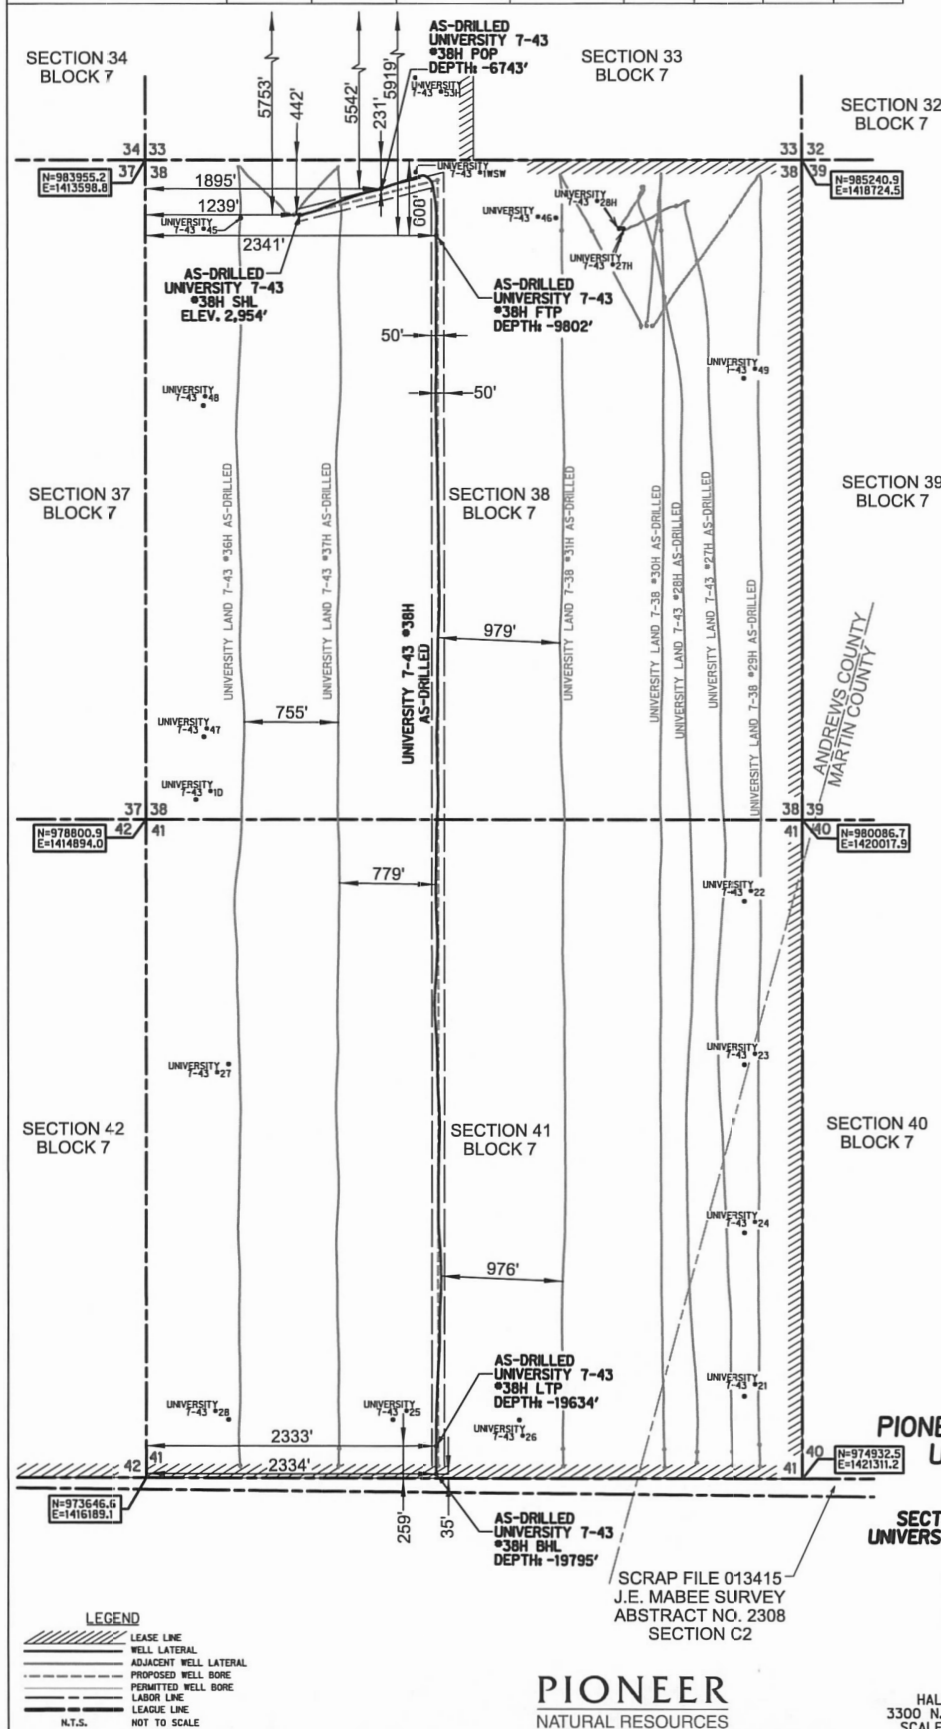 SECTION 34
BLOCK 7
5753'
442'
5542'
231'
5919'
AS-DRILLED
UNIVERSITY 7-43
#38H POP
DEPTH: -6743'
UNIVERSITY
7-43 #53H
SECTION 33
BLOCK 7
SECTION 32
BLOCK 7
34 33
37 38
33 32
38 39
N=983955.2
E=1413598.8
N=985240.9
E=1418724.5
UNIVERSITY
7-43 #1WSW
1895'
1239'
2341'
600'
UNIVERSITY
7-43 #45
UNIVERSITY
7-43 #46
UNIVERSITY
7-43 #28H
UNIVERSITY
7-43 #27H
AS-DRILLED
UNIVERSITY 7-43
#38H SHL
ELEV. 2,954'
AS-DRILLED
UNIVERSITY 7-43
#38H FTP
DEPTH: -9802'
50'
50'
UNIVERSITY
7-43 #48
UNIVERSITY
7-43 #49
SECTION 37
BLOCK 7
SECTION 38
BLOCK 7
SECTION 39
BLOCK 7
UNIVERSITY LAND 7-43 #36H AS-DRILLED
UNIVERSITY LAND 7-43 #37H AS-DRILLED
UNIVERSITY 7-43 #38H
AS-DRILLED
UNIVERSITY LAND 7-38 #31H AS-DRILLED
UNIVERSITY LAND 7-38 #30H AS-DRILLED
UNIVERSITY LAND 7-43 #28H AS-DRILLED
UNIVERSITY LAND 7-43 #27H AS-DRILLED
UNIVERSITY LAND 7-38 #29H AS-DRILLED
979'
755'
ANDREWS COUNTY
MARTIN COUNTY
UNIVERSITY
7-43 #47
UNIVERSITY
7-43 #1D
37 38
42 41
38 39
41 40
N=978800.9
E=1414894.0
N=980086.7
E=1420017.9
779'
UNIVERSITY
7-43 #22
UNIVERSITY
7-43 #23
UNIVERSITY
7-43 #27
SECTION 42
BLOCK 7
SECTION 41
BLOCK 7
SECTION 40
BLOCK 7
UNIVERSITY
7-43 #24
976'
AS-DRILLED
UNIVERSITY 7-43
#38H LTP
DEPTH: -19634'
UNIVERSITY
7-43 #21
UNIVERSITY
7-43 #28
UNIVERSITY
7-43 #25
UNIVERSITY
7-43 #26
2333'
2334'
41
42
40
41
PIONE
U
N=974932.5
E=1421311.2
N=973646.6
E=1416189.1
259'
35'
AS-DRILLED
UNIVERSITY 7-43
#38H BHL
DEPTH: -19795'
SECT
UNIVERS
SCRAP FILE 013415
J.E. MABEE SURVEY
ABSTRACT NO. 2308
SECTION C2
LEGEND
LEASE LINE
WELL LATERAL
ADJACENT WELL LATERAL
PROPOSED WELL BORE
PERMITTED WELL BORE
LABOR LINE
LEAGUE LINE
N.T.S. NOT TO SCALE
PIONEER
NATURAL RESOURCES
HAL
3300 N.
SCALE